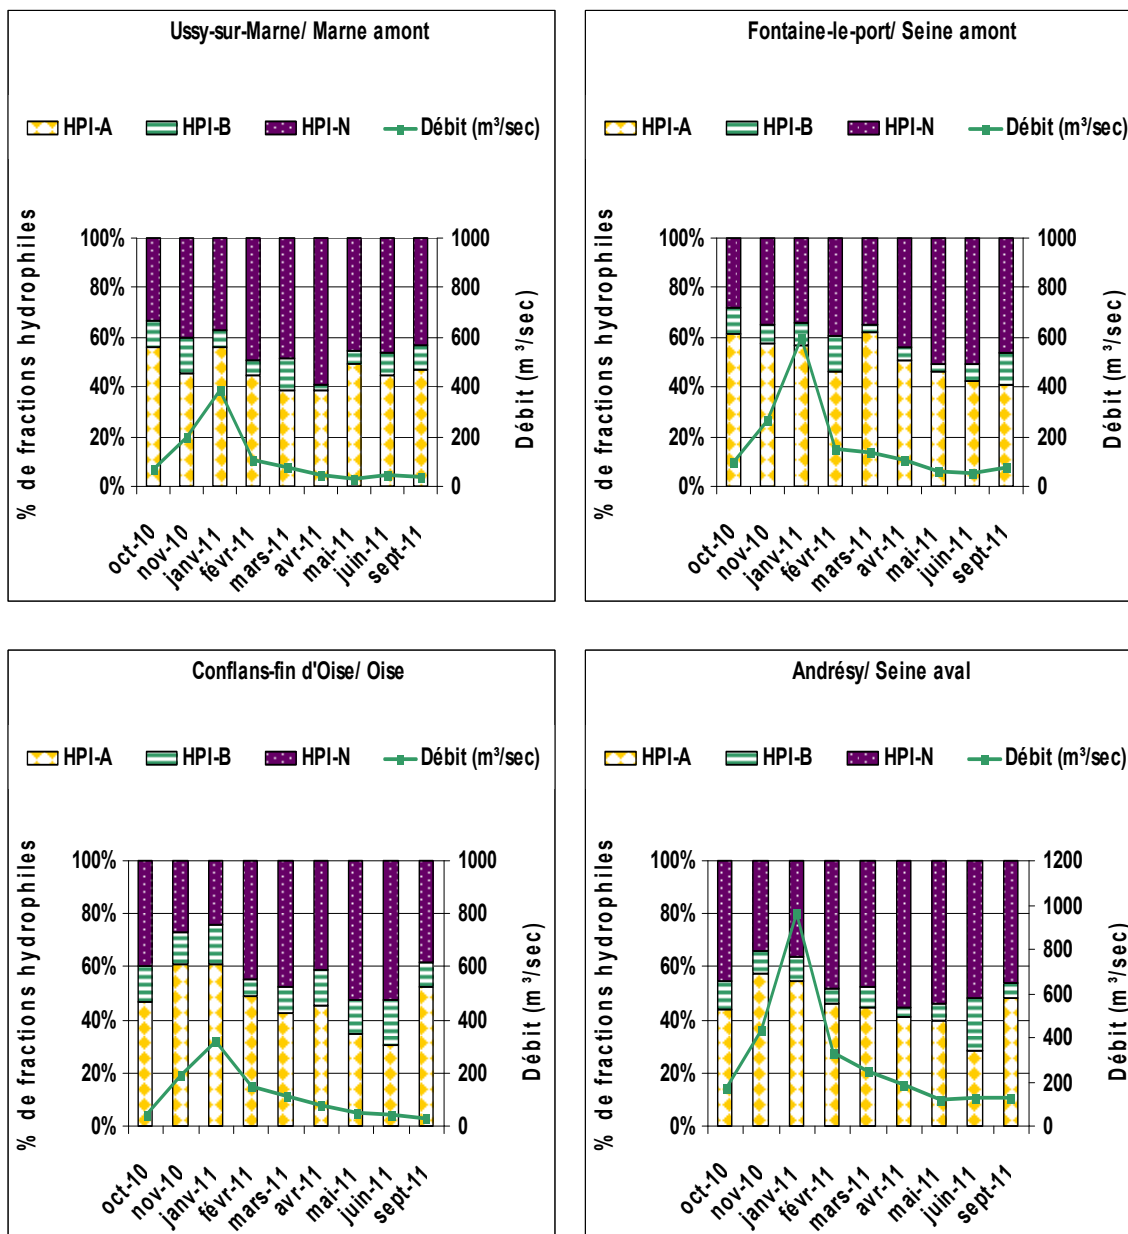 Ussy-sur-Marne/ Marne amont
HPI-A HPI-B HPI-N Débit (m³/sec)
% de fractions hydrophiles
100%
80%
60%
40%
20%
0%
1000
800
600
400
200
0
Débit (m³/sec)
oct-10
nov-10
janv-11
févr-11
mars-11
avr-11
mai-11
juin-11
sept-11
Fontaine-le-port/ Seine amont
HPI-A HPI-B HPI-N Débit (m³/sec)
% de fractions hydrophiles
100%
80%
60%
40%
20%
0%
1000
800
600
400
200
0
Débit (m³/sec)
oct-10
nov-10
janv-11
févr-11
mars-11
avr-11
mai-11
juin-11
sept-11
Conflans-fin d'Oise/ Oise
HPI-A HPI-B HPI-N Débit (m³/sec)
% de fractions hydrophiles
100%
80%
60%
40%
20%
0%
1000
800
600
400
200
0
Débit (m³/sec)
oct-10
nov-10
janv-11
févr-11
mars-11
avr-11
mai-11
juin-11
sept-11
Andrésy/ Seine aval
HPI-A HPI-B HPI-N Débit (m³/sec)
% de fractions hydrophiles
100%
80%
60%
40%
20%
0%
1200
1000
800
600
400
200
0
Débit (m³/sec)
oct-10
nov-10
janv-11
févr-11
mars-11
avr-11
mai-11
juin-11
sept-11